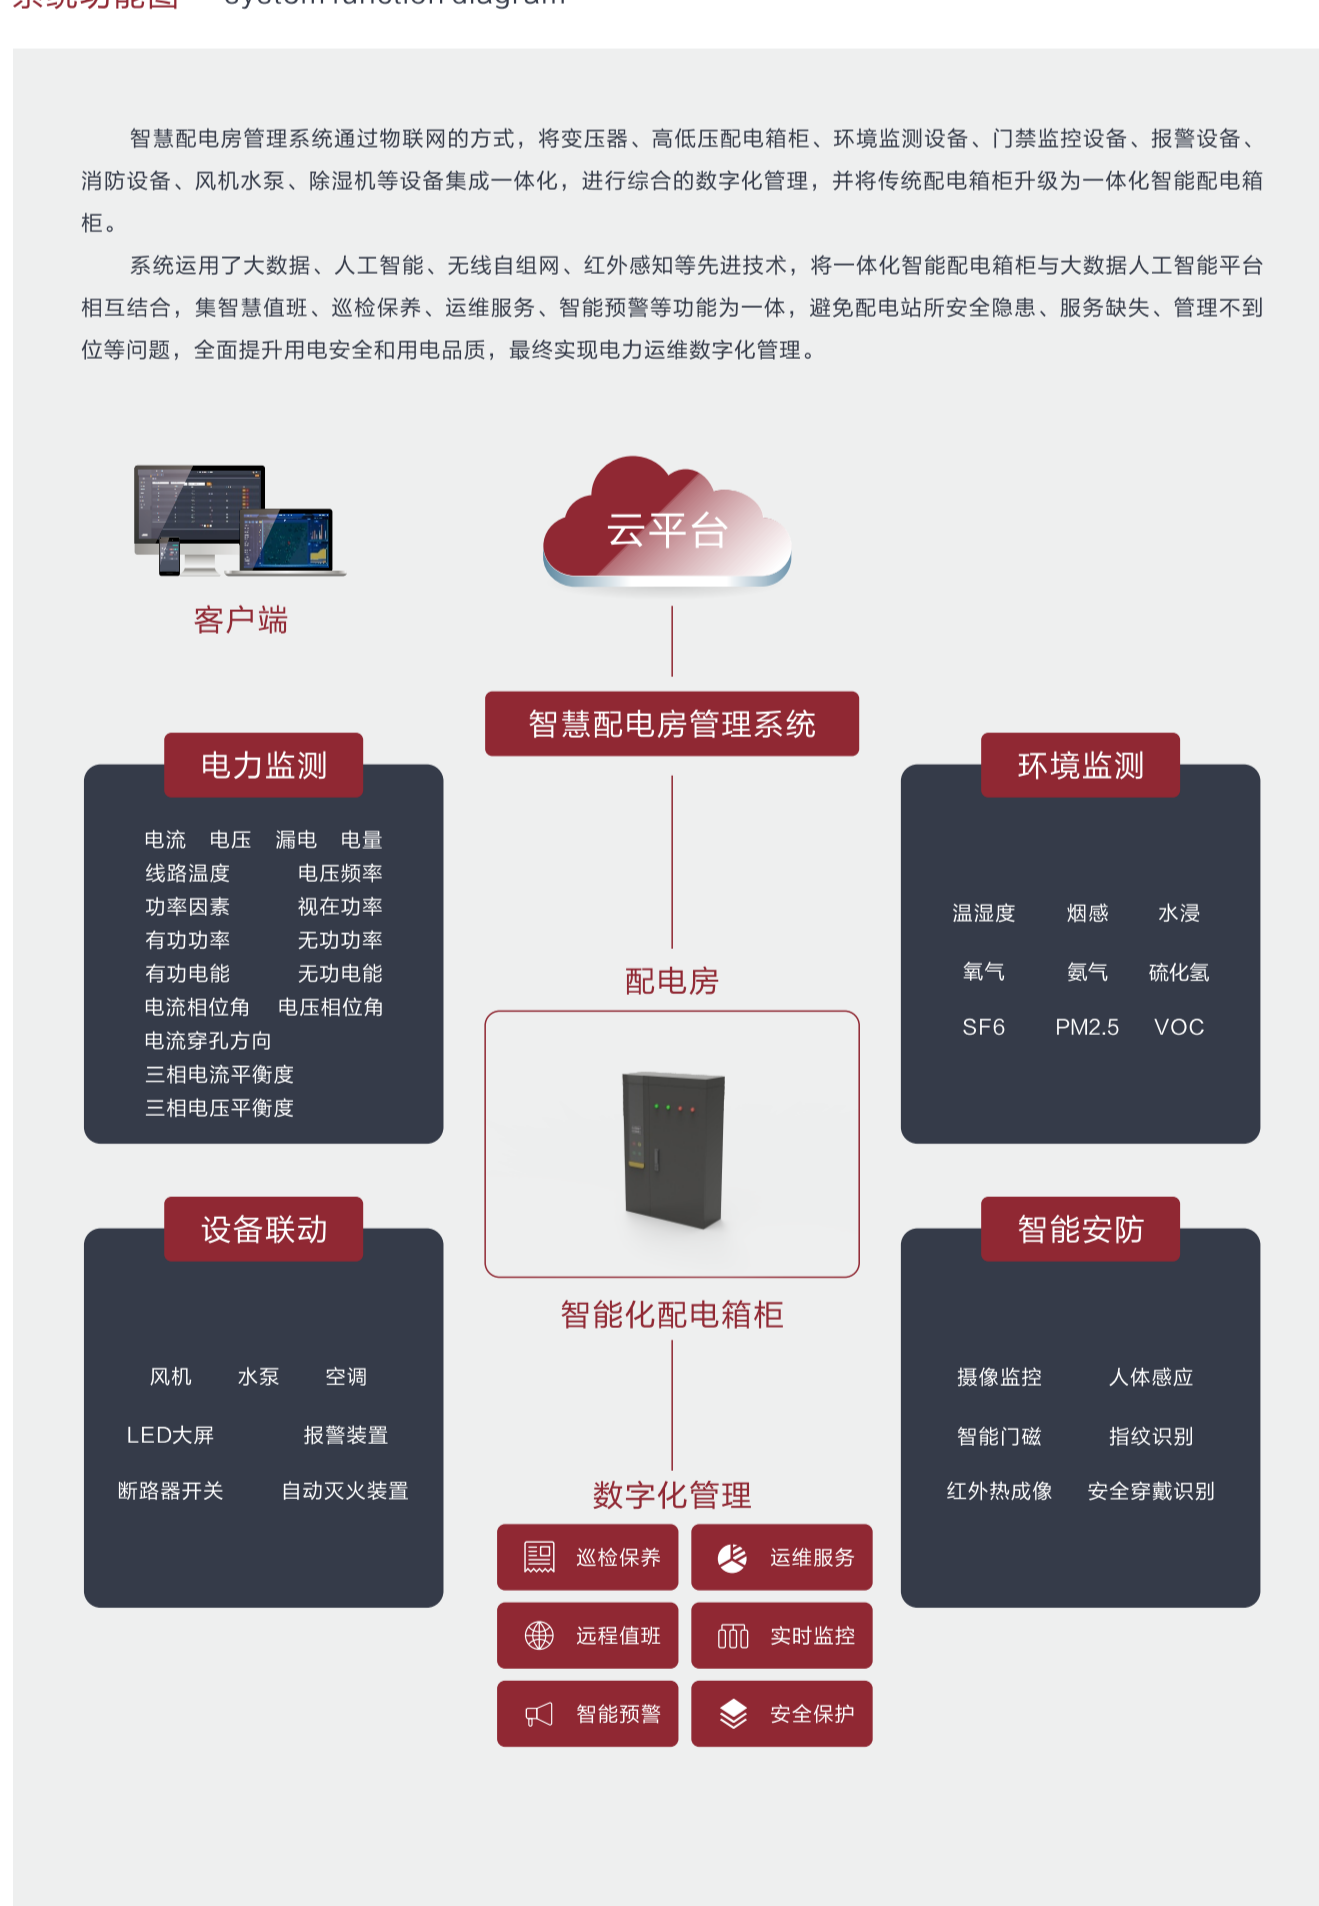 系统功能图 system function diagram
智慧配电房管理系统通过物联网的方式，将变压器、高低压配电箱柜、环境监测设备、门禁监控设备、报警设备、
消防设备、风机水泵、除湿机等设备集成一体化，进行综合的数字化管理，并将传统配电箱柜升级为一体化智能配电箱
柜。
系统运用了大数据、人工智能、无线自组网、红外感知等先进技术，将一体化智能配电箱柜与大数据人工智能平台
相互结合，集智慧值班、巡检保养、运维服务、智能预警等功能为一体，避免配电站所安全隐患、服务缺失、管理不到
位等问题，全面提升用电安全和用电品质，最终实现电力运维数字化管理。
云平台
客户端
智慧配电房管理系统
电力监测
电流 电压 漏电 电量
线路温度 电压频率
功率因素 视在功率
有功功率 无功功率
有功电能 无功电能
电流相位角 电压相位角
电流穿孔方向
三相电流平衡度
三相电压平衡度
环境监测
温湿度 烟感 水浸
氧气 氨气 硫化氢
SF6 PM2.5 VOC
配电房
智能化配电箱柜
设备联动
风机 水泵 空调
LED大屏 报警装置
断路器开关 自动灭火装置
智能安防
摄像监控 人体感应
智能门磁 指纹识别
红外热成像 安全穿戴识别
数字化管理
巡检保养 运维服务
远程值班 实时监控
智能预警 安全保护